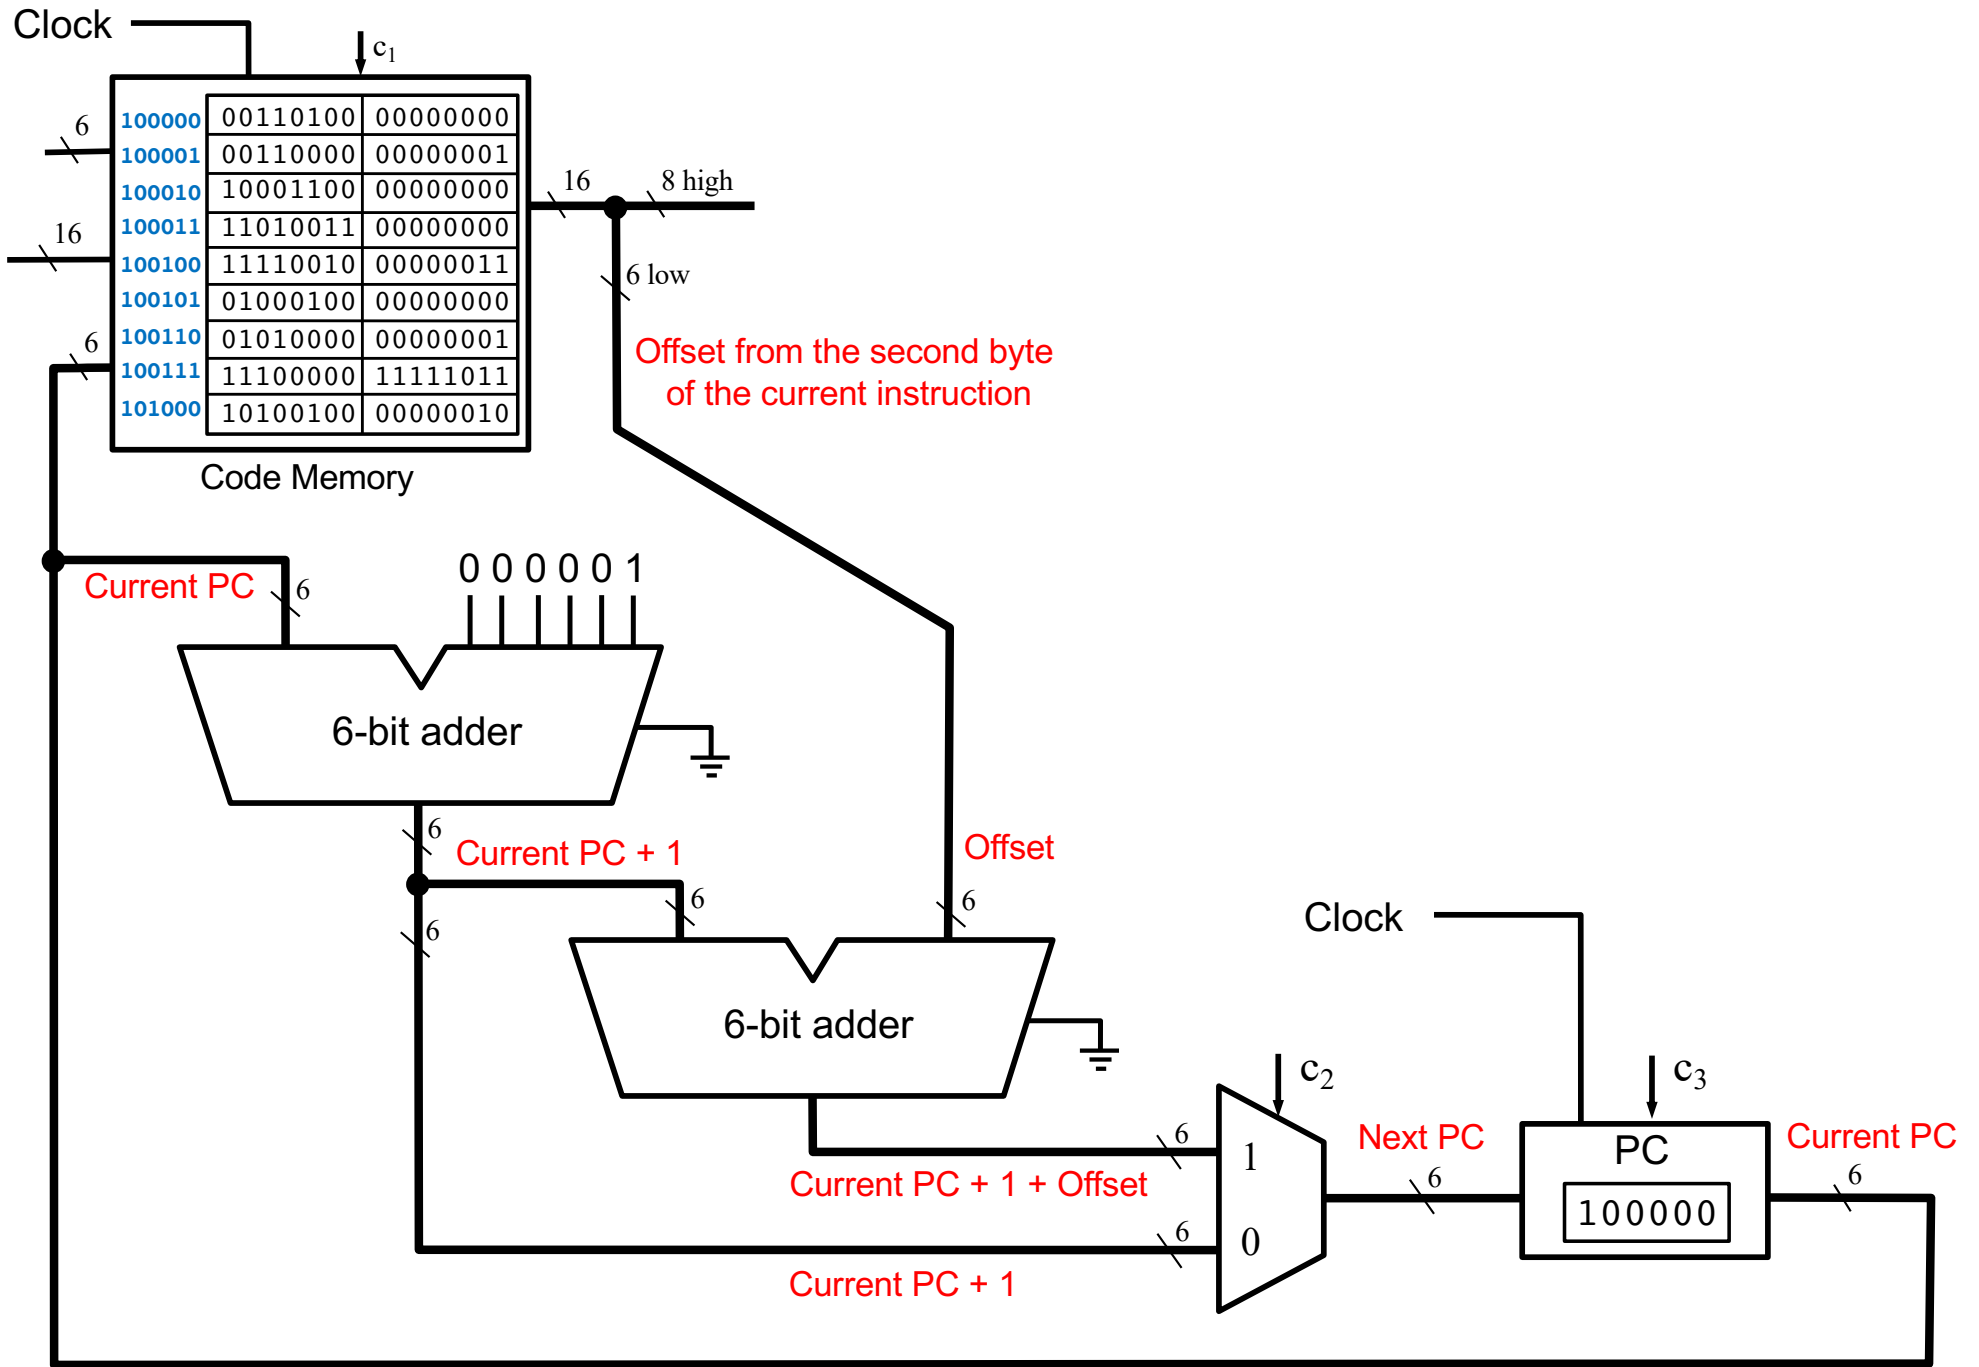 Clock
c1
6
16
6
100000 00110100 00000000
100001 00110000 00000001
100010 10001100 00000000
100011 11010011 00000000
100100 11110010 00000011
100101 01000100 00000000
100110 01010000 00000001
100111 11100000 11111011
101000 10100100 00000010
Code Memory
16
8 high
6 low
Offset from the second byte
of the current instruction
Current PC
6
0 0 0 0 0 1
6-bit adder
6
Current PC + 1
6
6
Offset
6
6-bit adder
Current PC + 1 + Offset
6
Current PC + 1
6
c2
1
0
Next PC
6
Clock
c3
PC
100000
Current PC
6